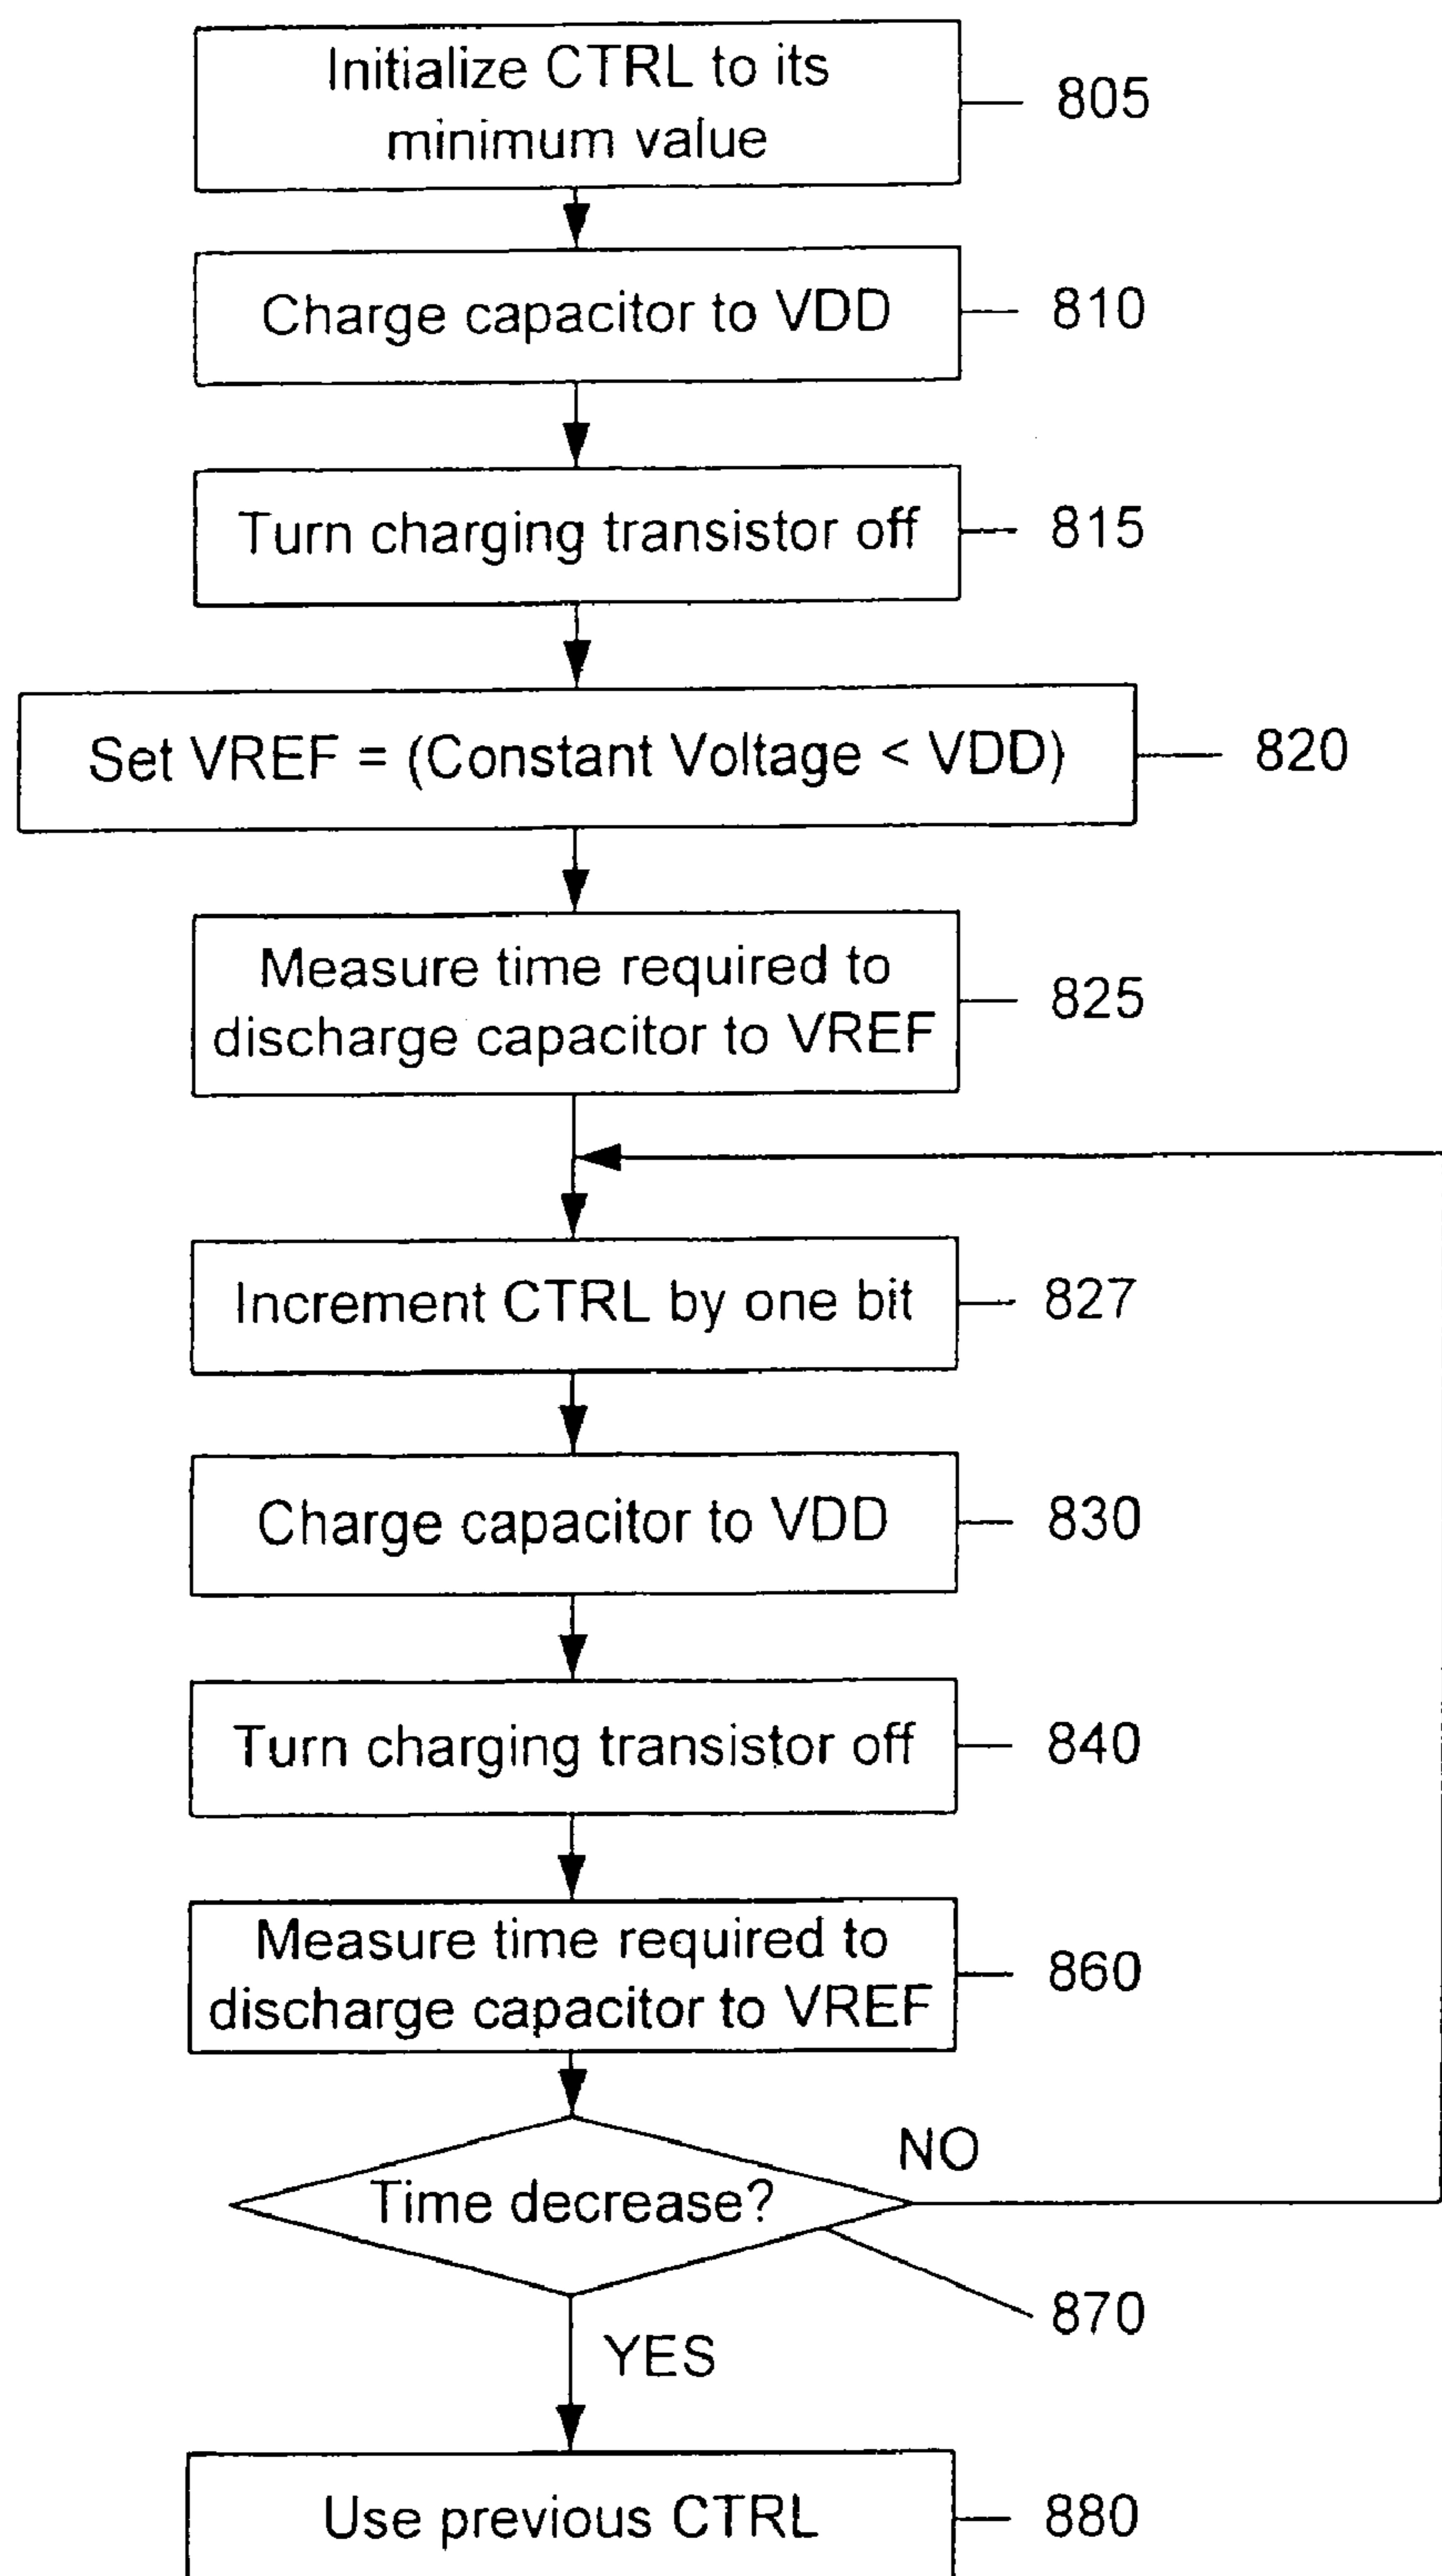 Initialize CTRL to its
minimum value
805
Charge capacitor to VDD
810
Turn charging transistor off
815
Set VREF = (Constant Voltage < VDD)
820
Measure time required to
discharge capacitor to VREF
825
Increment CTRL by one bit
827
Charge capacitor to VDD
830
Turn charging transistor off
840
Measure time required to
discharge capacitor to VREF
860
NO
Time decrease?
870
YES
Use previous CTRL
880